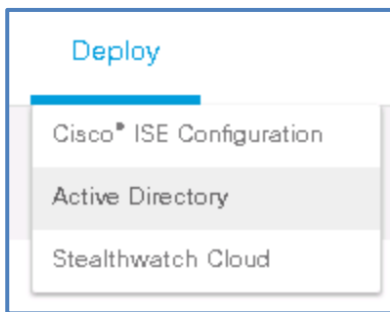 Deploy
Cisco® ISE Configuration
Active Directory
Stealthwatch Cloud